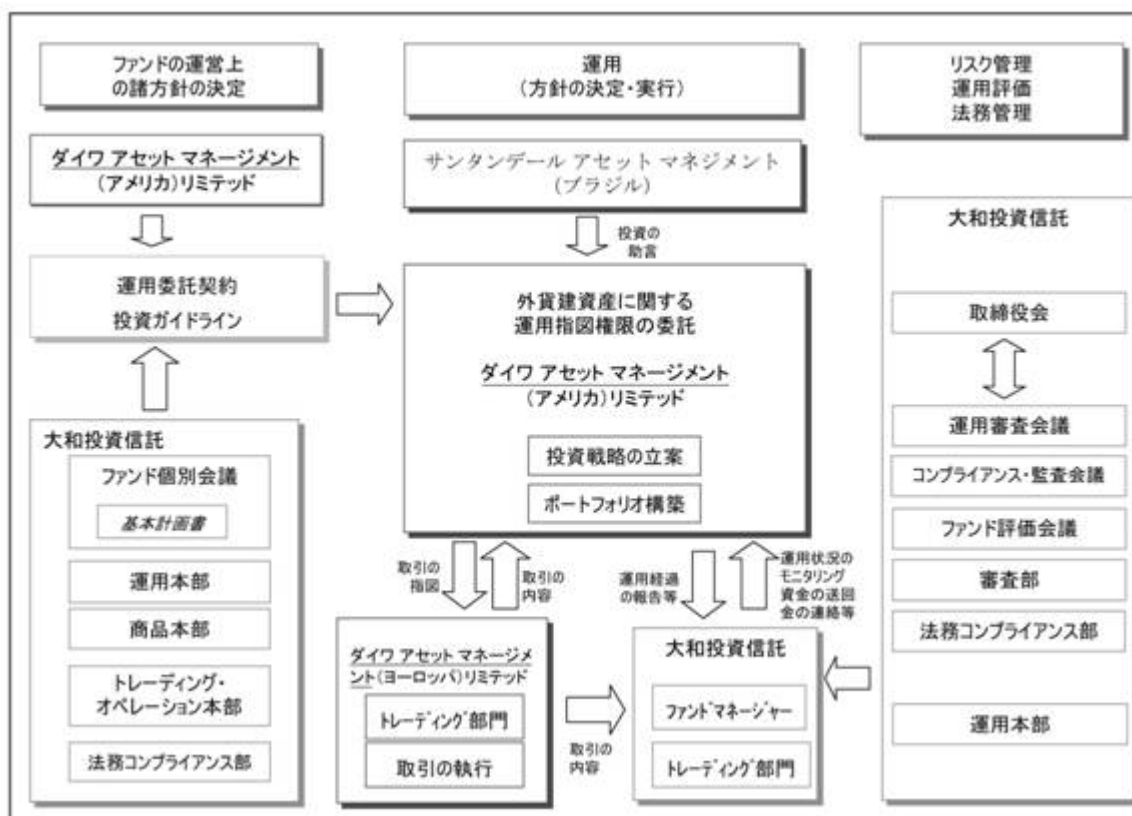 ファンドの運営上
の諸方針の決定
運用
(方針の決定・実行)
リスク管理
運用評価
法務管理
ダイワ アセット マネージメント
(アメリカ)リミテッド
サンタンデール アセット マネジメント
(ブラジル)
投資の
助言
運用委託契約
投資ガイドライン
外貨建資産に関する
運用指図権限の委託
ダイワ アセット マネージメント
(アメリカ)リミテッド
投資戦略の立案
ポートフォリオ構築
大和投資信託
ファンド個別会議
基本計画書
運用本部
商品本部
トレーディング・
オペレーション本部
法務コンプライアンス部
取引の
指図
取引の
内容
運用経過
の報告等
運用状況の
モニタリング
資金の送回
金の連絡等
ダイワ アセット マネージメ
ント(ヨーロッパ)リミテッド
トレーディング部門
取引の執行
取引の
内容
大和投資信託
ファンドマネージャー
トレーディング部門
大和投資信託
取締役会
運用審査会議
コンプライアンス・監査会議
ファンド評価会議
審査部
法務コンプライアンス部
運用本部